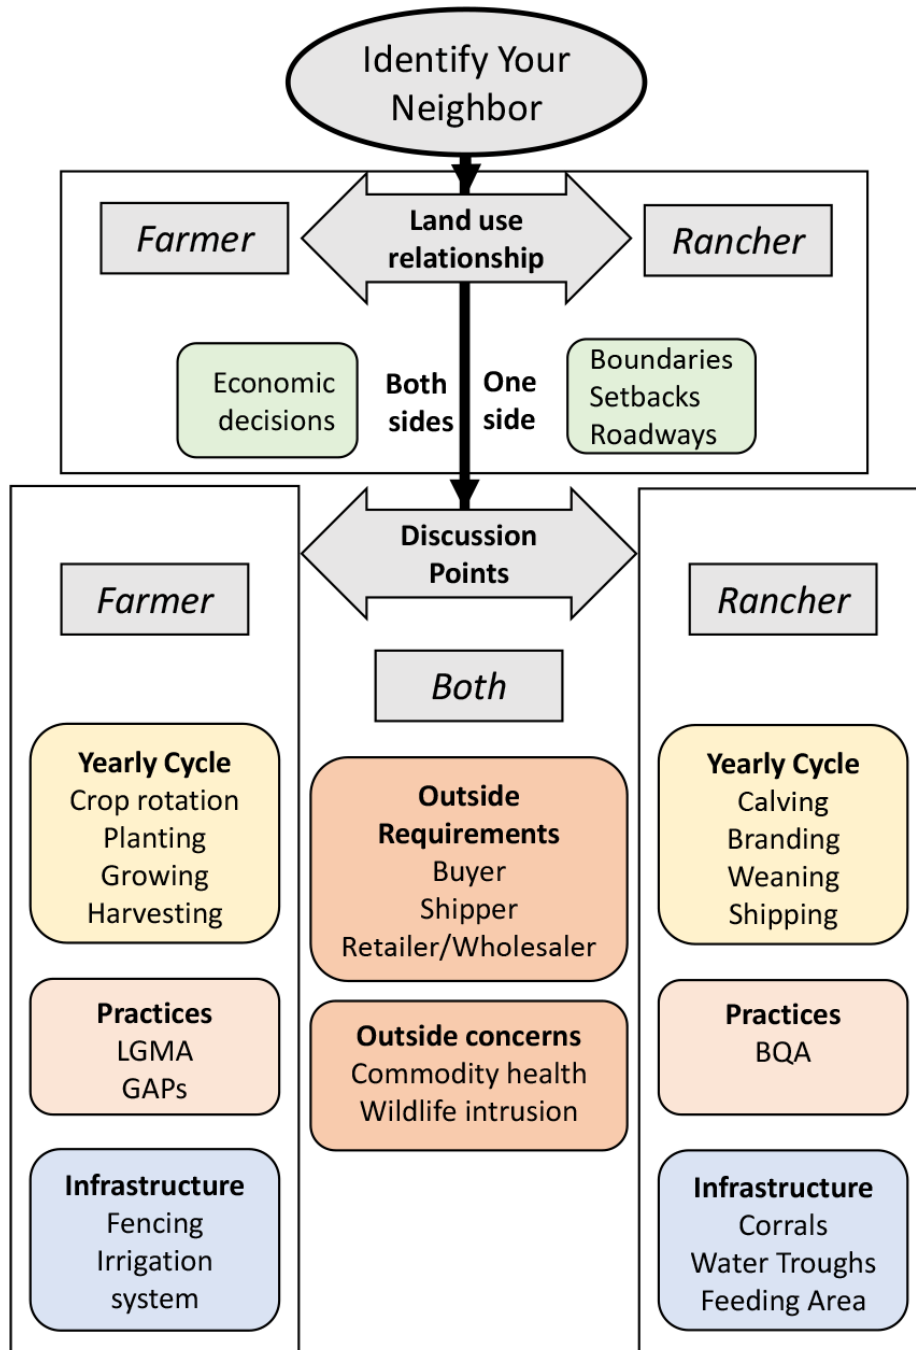 Identify Your
Neighbor
Farmer
Land use
relationship
Rancher
Economic
decisions
Both
sides
One
side
Boundaries
Setbacks
Roadways
Discussion
Points
Farmer
Yearly Cycle
Crop rotation
Planting
Growing
Harvesting
Practices
LGMA
GAPs
Infrastructure
Fencing
Irrigation
system
Both
Outside
Requirements
Buyer
Shipper
Retailer/Wholesaler
Outside concerns
Commodity health
Wildlife intrusion
Rancher
Yearly Cycle
Calving
Branding
Weaning
Shipping
Practices
BQA
Infrastructure
Corrals
Water Troughs
Feeding Area